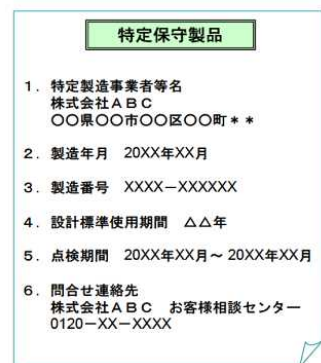 特定保守製品
1．特定製造事業者等名
株式会社ＡＢＣ
〇〇県〇〇市〇〇区〇〇町＊＊
2．製造年月 20XX年XX月
3．製造番号 XXXX－XXXXXX
4．設計標準使用期間 △△年
5．点検期間 20XX年XX月～20XX年XX月
6．問合せ連絡先
株式会社ＡＢＣ お客様相談センター
0120－XX－XXXX